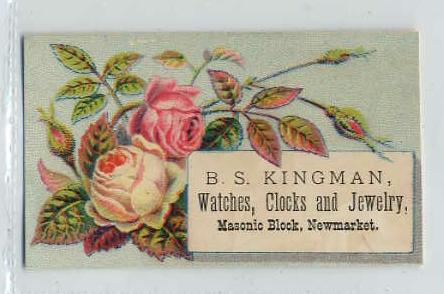 B. S. KINGMAN,
Watches, Clocks and Jewelry,
Masonic Block, Newmarket.